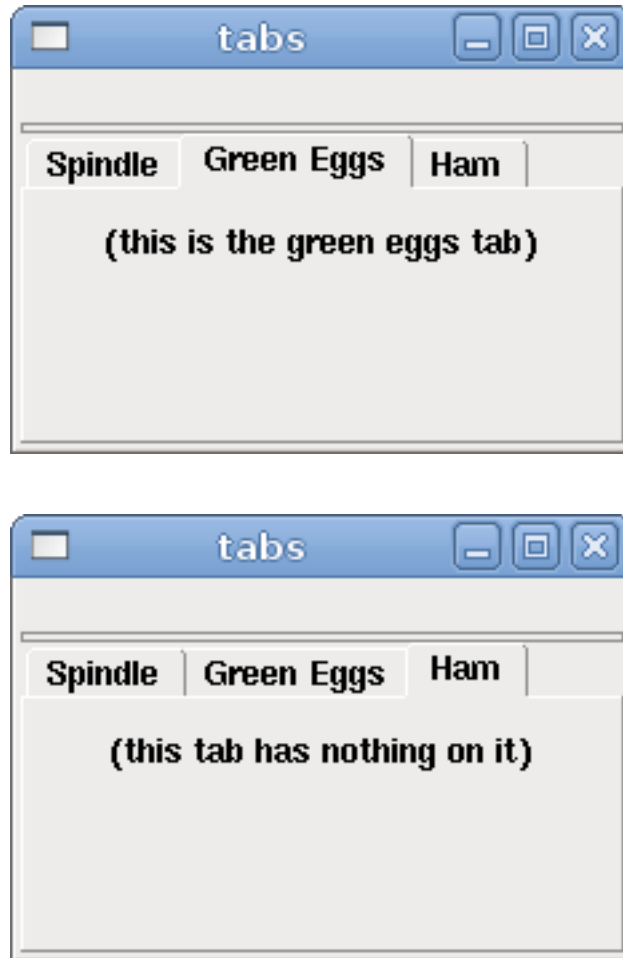 tabs
Spindle Green Eggs Ham
(this is the green eggs tab)
tabs
Spindle Green Eggs Ham
(this tab has nothing on it)